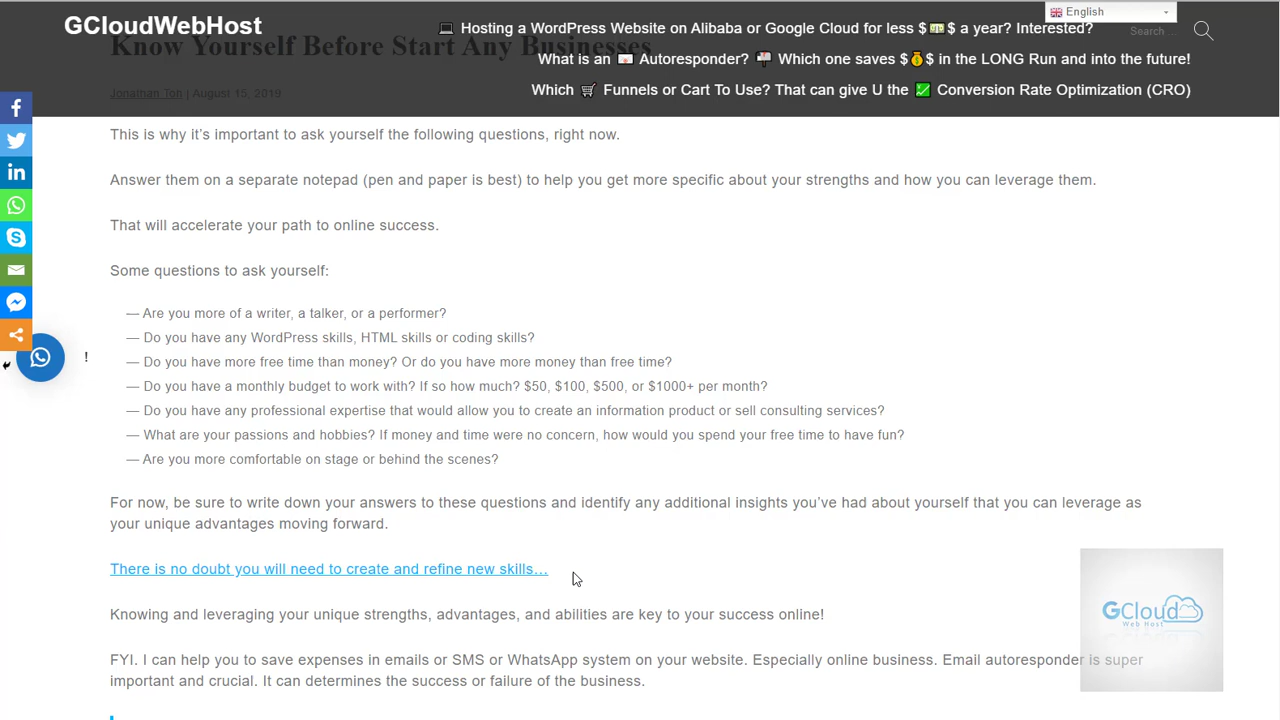 GCloudWebHost
English
Hosting a WordPress Website on Alibaba or Google Cloud for less $💵$ a year? Interested?
Search ...
Know Yourself Before Start Any Businesses
What is an 💌 Autoresponder? 📬 Which one saves $💰$ in the LONG Run and into the future!
Jonathan Ton | August 15, 2019
Which 🛒 Funnels or Cart To Use? That can give U the 💹 Conversion Rate Optimization (CRO)
This is why it’s important to ask yourself the following questions, right now.
Answer them on a separate notepad (pen and paper is best) to help you get more specific about your strengths and how you can leverage them.
That will accelerate your path to online success.
Some questions to ask yourself:
— Are you more of a writer, a talker, or a performer?
— Do you have any WordPress skills, HTML skills or coding skills?
— Do you have more free time than money? Or do you have more money than free time?
— Do you have a monthly budget to work with? If so how much? $50, $100, $500, or $1000+ per month?
— Do you have any professional expertise that would allow you to create an information product or sell consulting services?
— What are your passions and hobbies? If money and time were no concern, how would you spend your free time to have fun?
— Are you more comfortable on stage or behind the scenes?
!
For now, be sure to write down your answers to these questions and identify any additional insights you’ve had about yourself that you can leverage as
your unique advantages moving forward.
There is no doubt you will need to create and refine new skills…
Knowing and leveraging your unique strengths, advantages, and abilities are key to your success online!
GCloud
Web Host
FYI. I can help you to save expenses in emails or SMS or WhatsApp system on your website. Especially online business. Email autoresponder is super
important and crucial. It can determines the success or failure of the business.